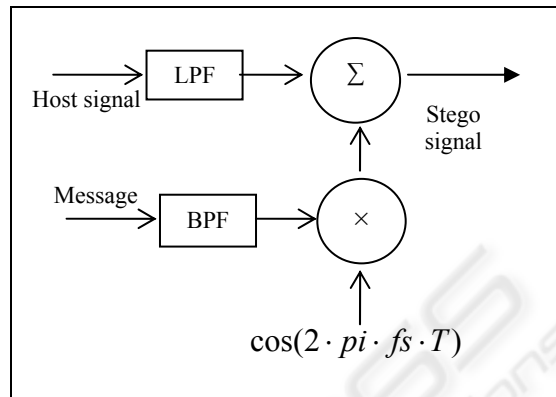 LPF
Σ
Host signal
Stego
signal
Message
BPF
×
cos(2 · pi · fs · T)